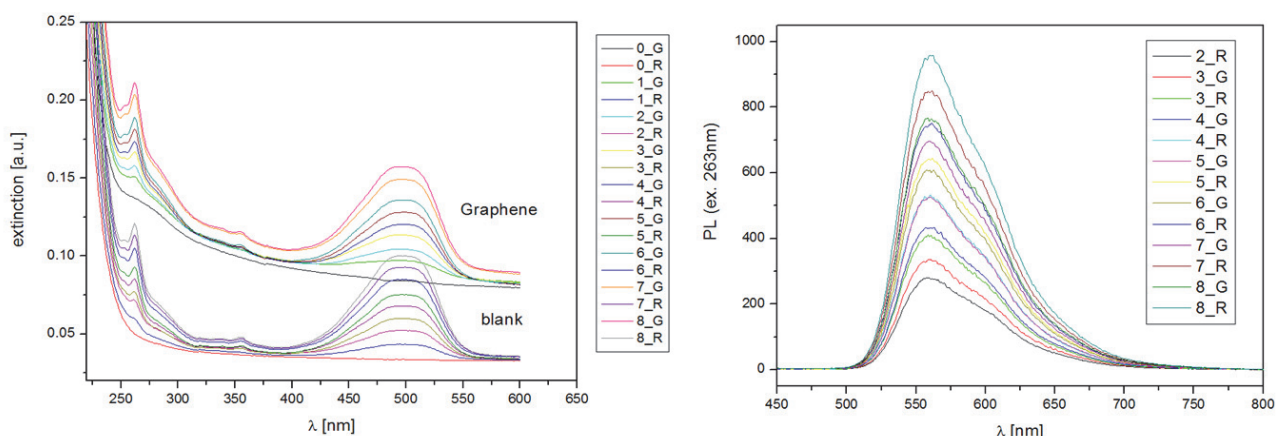 0.25
0.20
0.15
0.10
0.05
extinction [a.u.]
Graphene
blank
250 300 350 400 450 500 550 600 650
λ [nm]
0_G
0_R
1_G
1_R
2_G
2_R
3_G
3_R
4_G
4_R
5_G
5_R
6_G
6_R
7_G
7_R
8_G
8_R
1000
800
600
400
200
0
PL (ex. 263nm)
450 500 550 600 650 700 750 800
λ [nm]
2_R
3_G
3_R
4_G
4_R
5_G
5_R
6_G
6_R
7_G
7_R
8_G
8_R